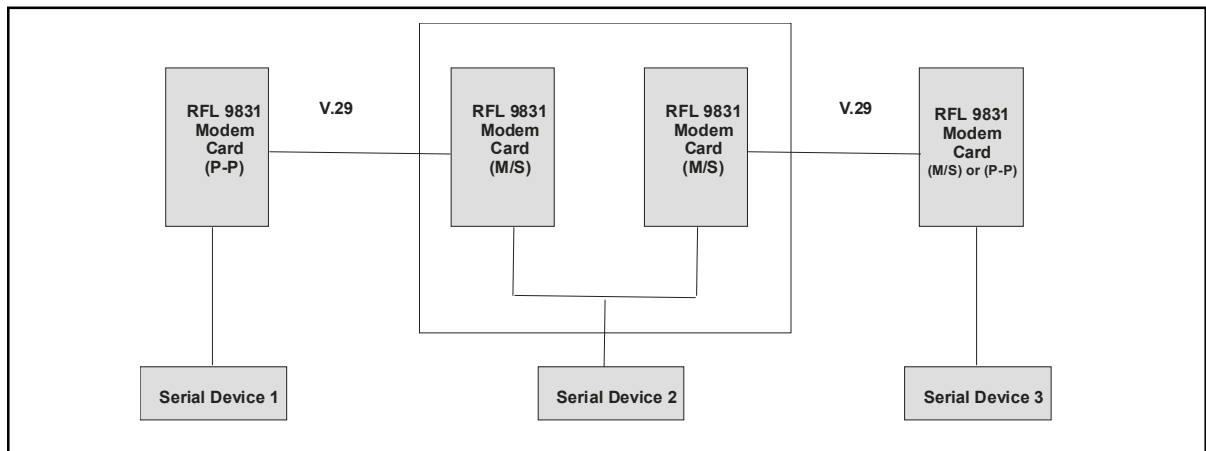 RFL 9831
Modem
Card
(P-P)
V.29
RFL 9831
Modem
Card
(M/S)
RFL 9831
Modem
Card
(M/S)
V.29
RFL 9831
Modem
Card
(M/S) or (P-P)
Serial Device 1
Serial Device 2
Serial Device 3